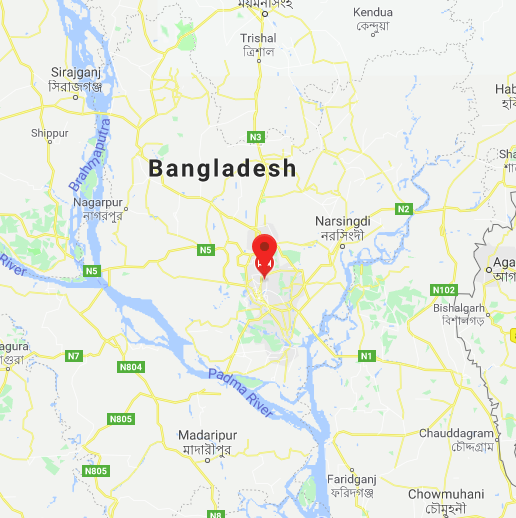 ময়মনসিংহ
Kendua
কেন্দুয়া
Trishal
ত্রিশাল
Sirajganj
সিরাজগঞ্জ
Hab
হবি
Shippur
N3
Brahmaputra
Sha
Bangladesh
Nagarpur
নাগরপুর
N2
Narsingdi
নরসিংদী
N5
River
N5
Aga
আগ
N102
Bishalgarh
বিশালগড়
agura
গুরা
N7
N1
N804
Padma River
N805
Madaripur
মাদারীপুর
Chauddagram
চৌদ্দগ্রাম
N805
Faridganj
ফরিদগঞ্জ
Chowmuhani
চৌমুহনী
N8